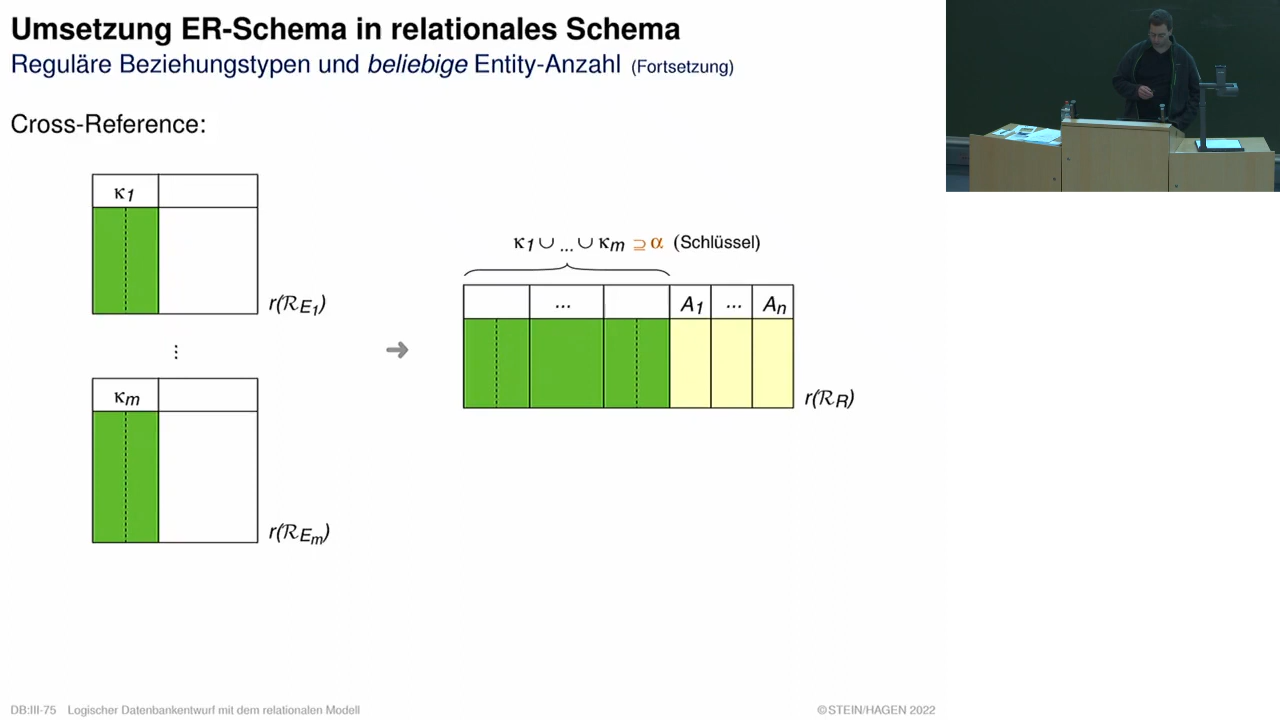 Umsetzung ER-Schema in relationales Schema
Reguläre Beziehungstypen und beliebige Entity-Anzahl (Fortsetzung)
Cross-Reference:
κ1
r(ℛE1)
⋮
κm
r(ℛEm)
➜
κ1 ∪ ... ∪ κm ⊇ α (Schlüssel)
... A1 ... An
r(ℛR)
DB:III-75 Logischer Datenbankentwurf mit dem relationalen Modell ©STEIN/HAGEN 2022